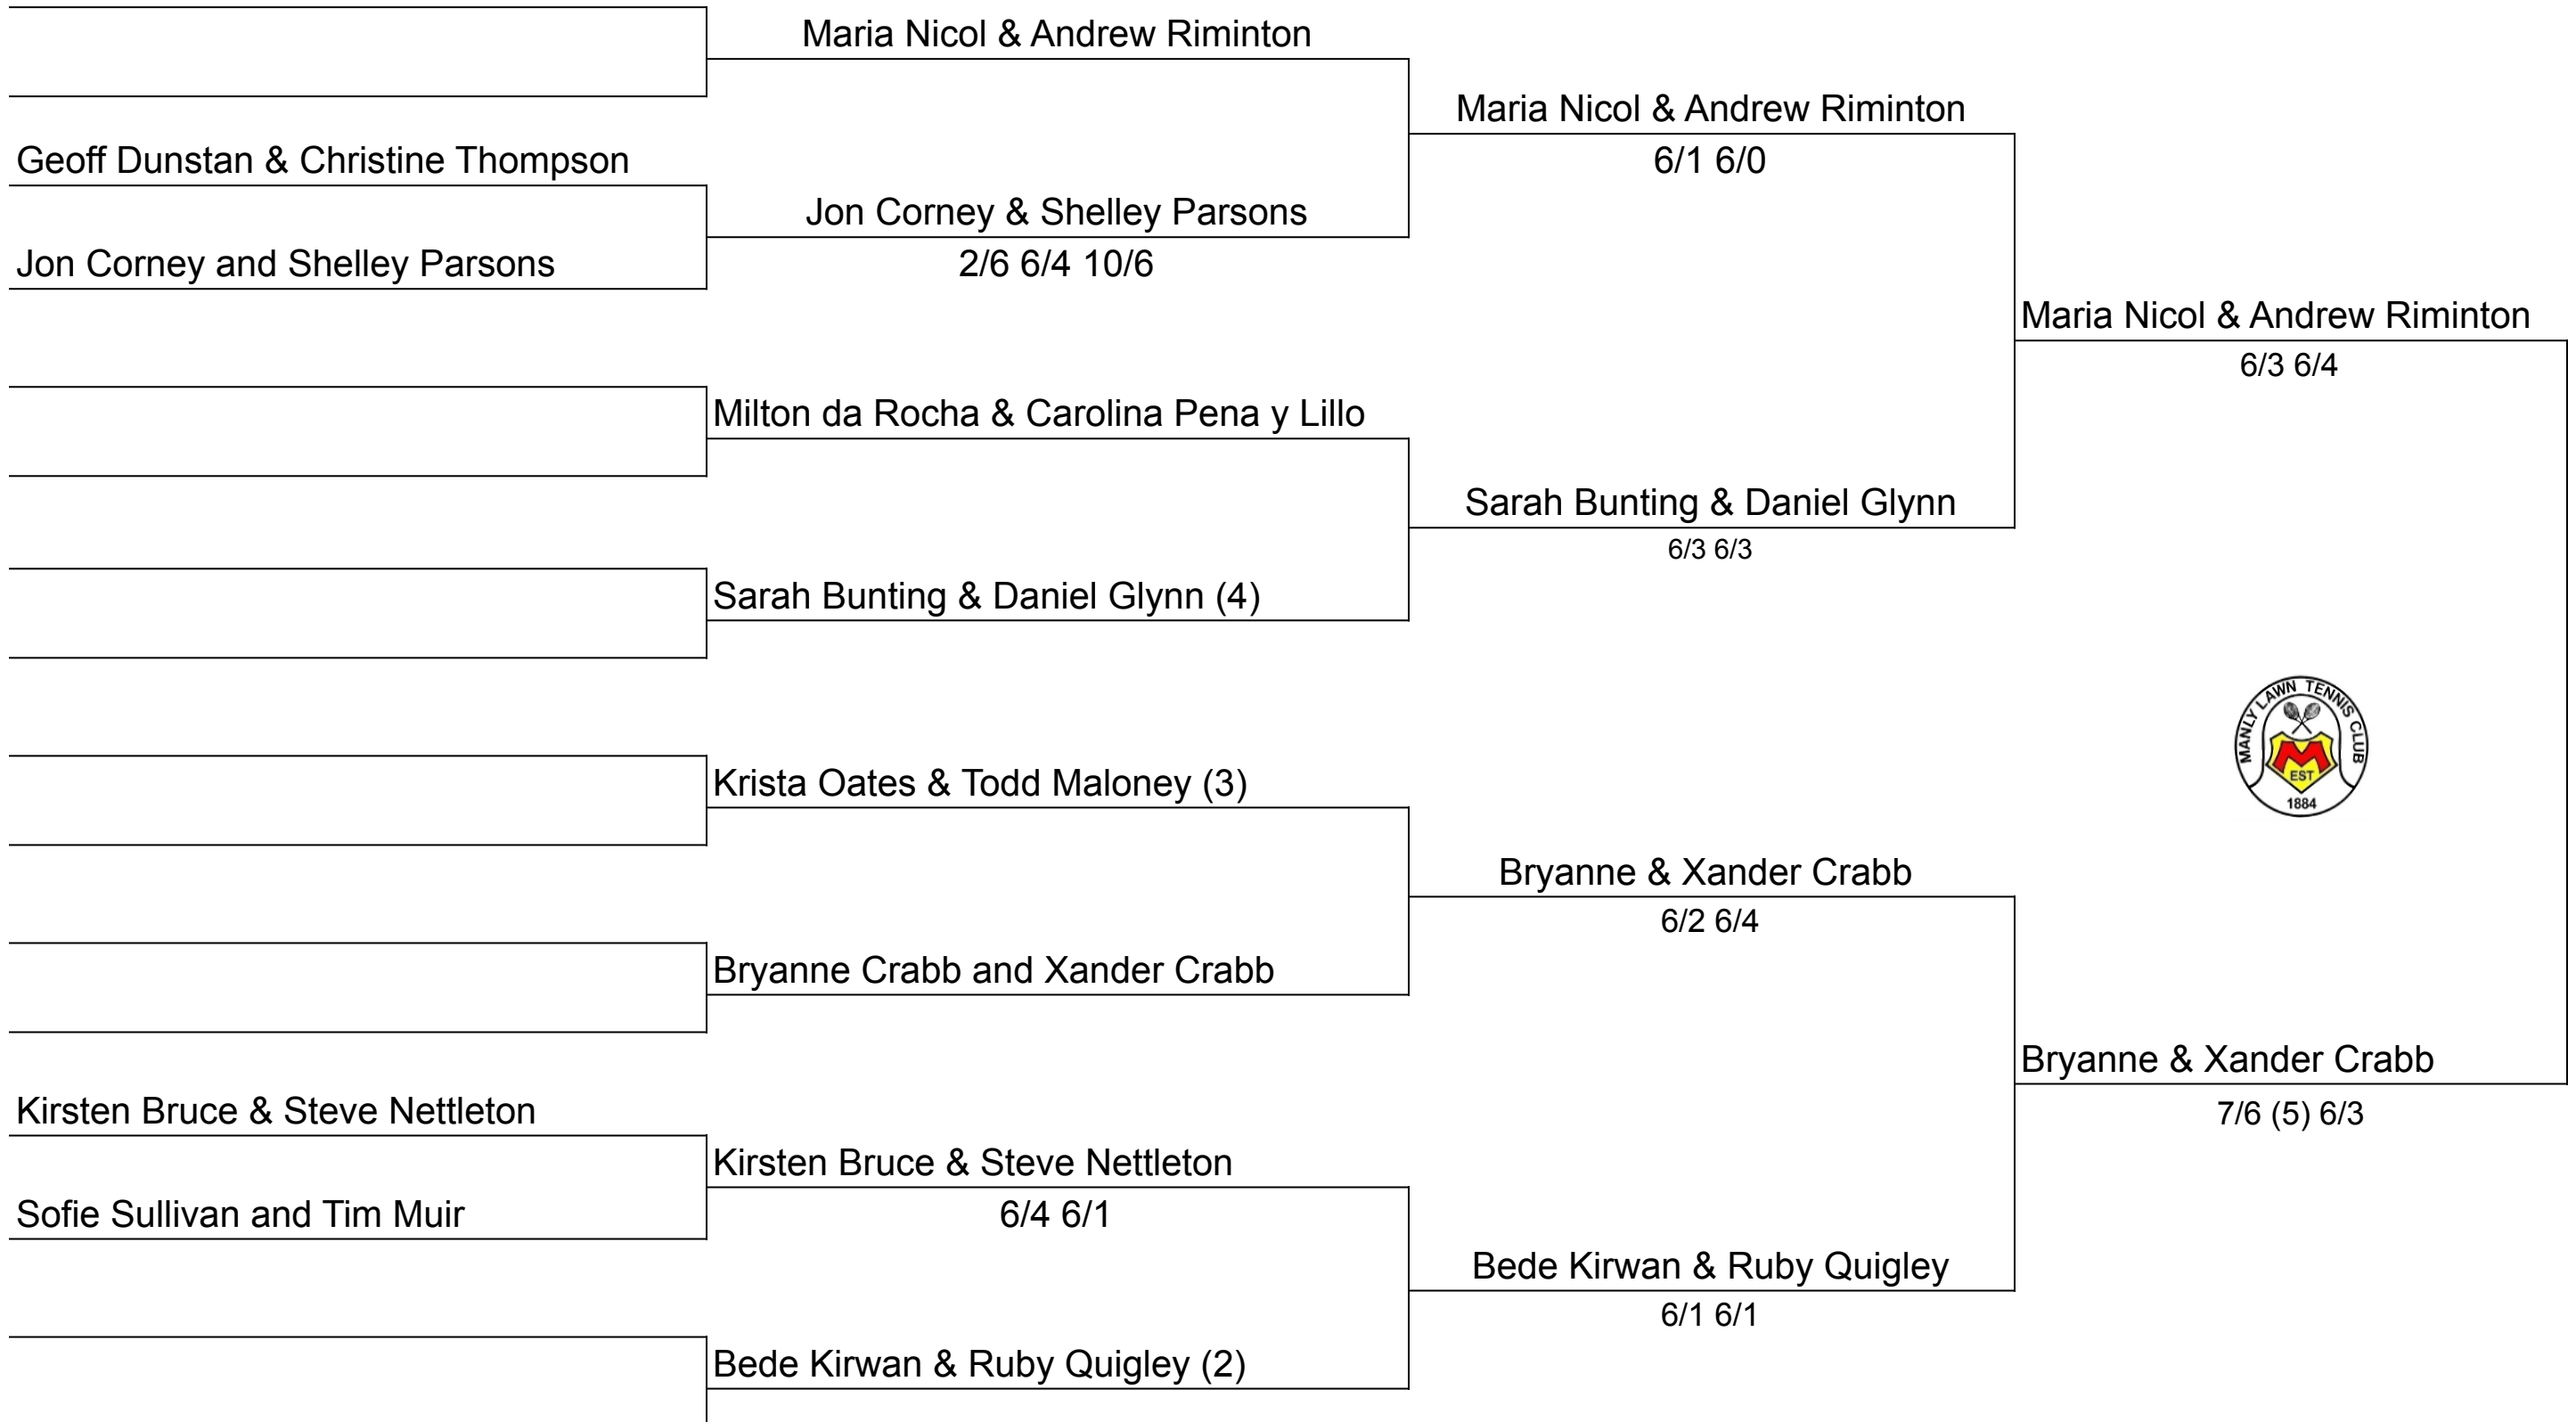 Maria Nicol & Andrew Riminton
Maria Nicol & Andrew Riminton
Geoff Dunstan & Christine Thompson
6/1 6/0
Jon Corney & Shelley Parsons
Jon Corney and Shelley Parsons
2/6 6/4 10/6
Maria Nicol & Andrew Riminton
6/3 6/4
Milton da Rocha & Carolina Pena y Lillo
Sarah Bunting & Daniel Glynn
6/3 6/3
Sarah Bunting & Daniel Glynn (4)
MANLY LAWN TENNIS CLUB
M
EST
1884
Krista Oates & Todd Maloney (3)
Bryanne & Xander Crabb
6/2 6/4
Bryanne Crabb and Xander Crabb
Bryanne & Xander Crabb
7/6 (5) 6/3
Kirsten Bruce & Steve Nettleton
Kirsten Bruce & Steve Nettleton
Sofie Sullivan and Tim Muir
6/4 6/1
Bede Kirwan & Ruby Quigley
6/1 6/1
Bede Kirwan & Ruby Quigley (2)